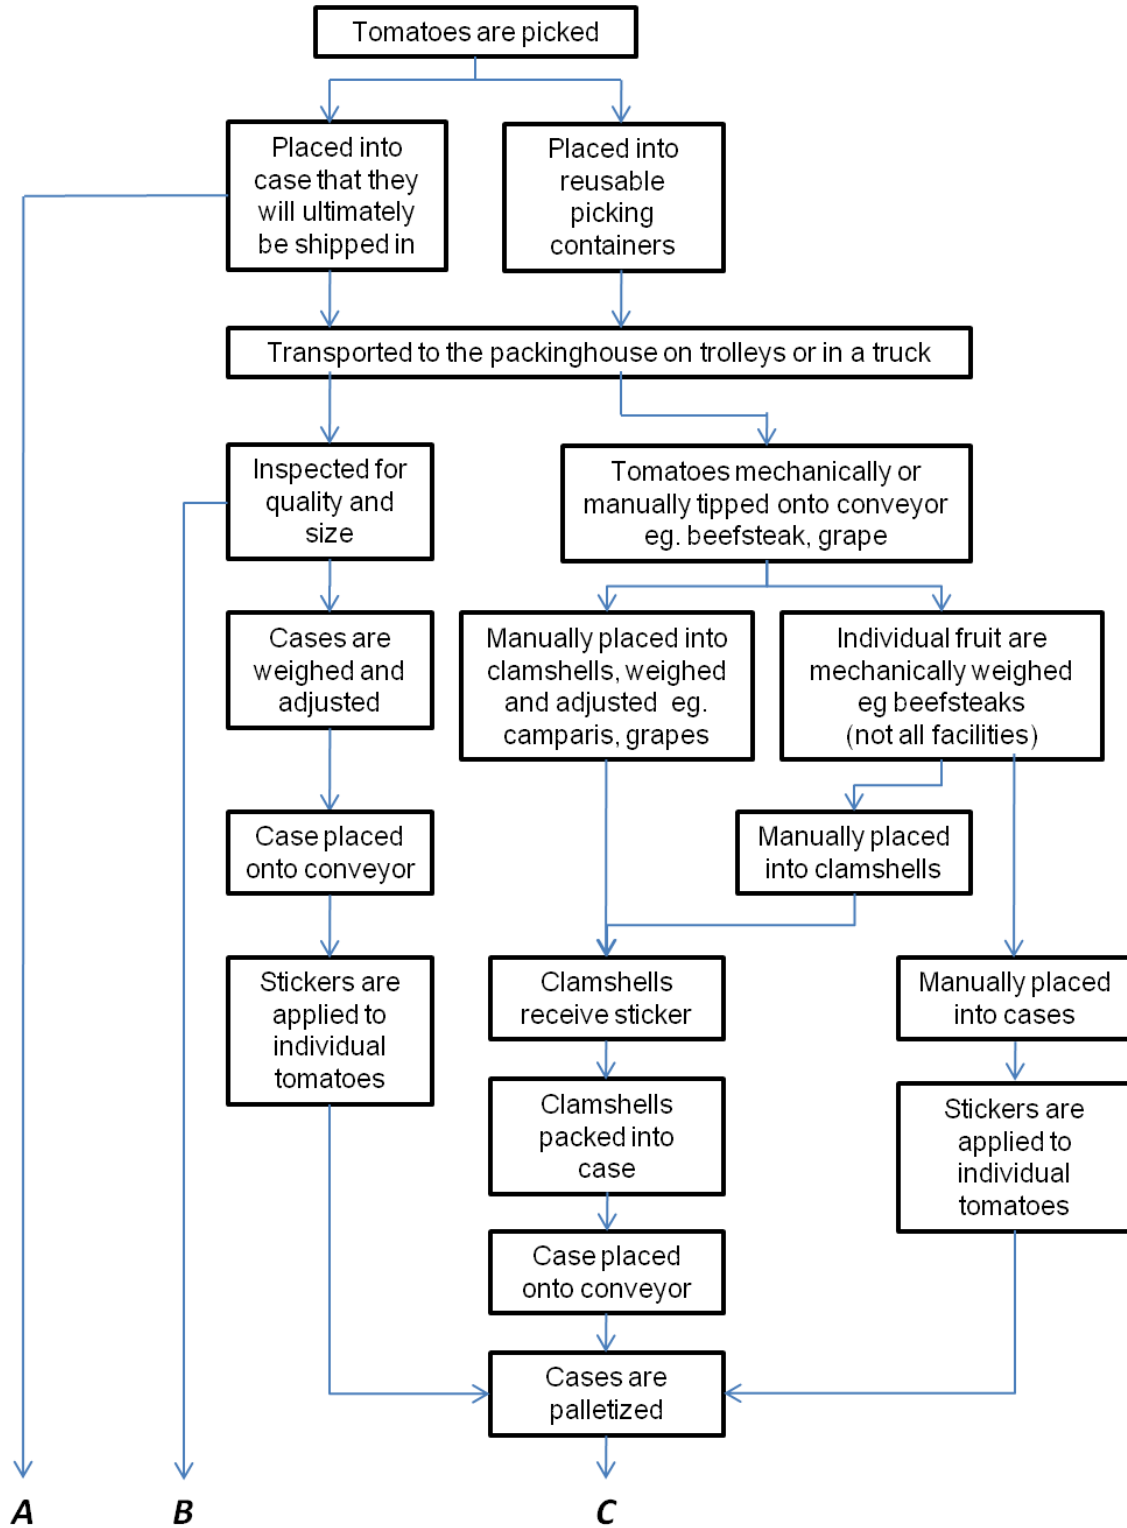 Tomatoes are picked
Placed into
case that they
will ultimately
be shipped in
Placed into
reusable
picking
containers
Transported to the packinghouse on trolleys or in a truck
Inspected for
quality and
size
Tomatoes mechanically or
manually tipped onto conveyor
eg. beefsteak, grape
Cases are
weighed and
adjusted
Manually placed into
clamshells, weighed
and adjusted eg.
camparis, grapes
Individual fruit are
mechanically weighed
eg beefsteaks
(not all facilities)
Case placed
onto conveyor
Manually placed
into clamshells
Stickers are
applied to
individual
tomatoes
Clamshells
receive sticker
Manually placed
into cases
Clamshells
packed into
case
Stickers are
applied to
individual
tomatoes
Case placed
onto conveyor
Cases are
palletized
A
B
C